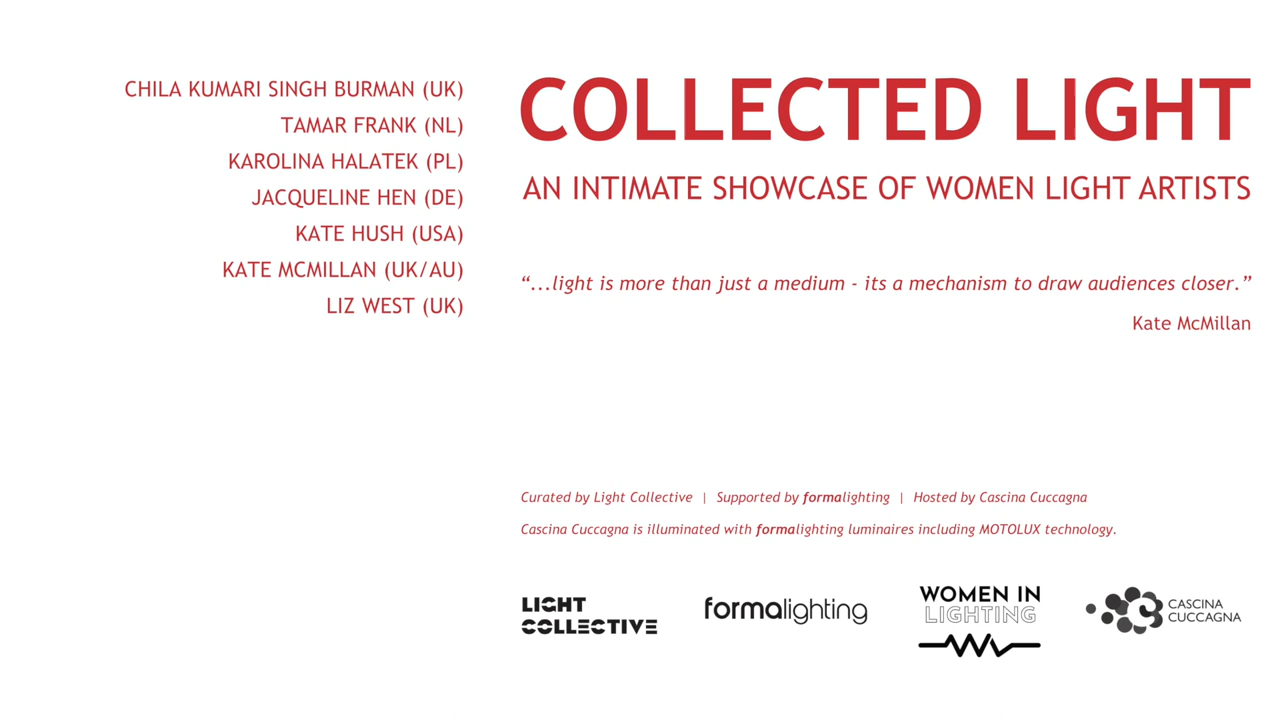 CHILA KUMARI SINGH BURMAN (UK)
TAMAR FRANK (NL)
KAROLINA HALATEK (PL)
JACQUELINE HEN (DE)
KATE HUSH (USA)
KATE MCMILLAN (UK/AU)
LIZ WEST (UK)
COLLECTED LIGHT
AN INTIMATE SHOWCASE OF WOMEN LIGHT ARTISTS
“...light is more than just a medium - its a mechanism to draw audiences closer.”
Kate McMillan
Curated by Light Collective | Supported by formalighting | Hosted by Cascina Cuccagna
Cascina Cuccagna is illuminated with formalighting luminaires including MOTOLUX technology.
LIGHT
COLLECTIVE
formalighting
WOMEN IN
LIGHTING
CASCINA
CUCCAGNA